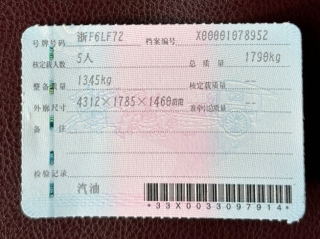 号牌号码 浙F6LF72 档案编号 X00001078952
核定载人数 5人 总质量 1790kg
整备质量 1345kg 核定载质量
外廓尺寸 4312×1785×1460mm 准牵引总质量
备注
检验记录
汽油
*33X0033097914*